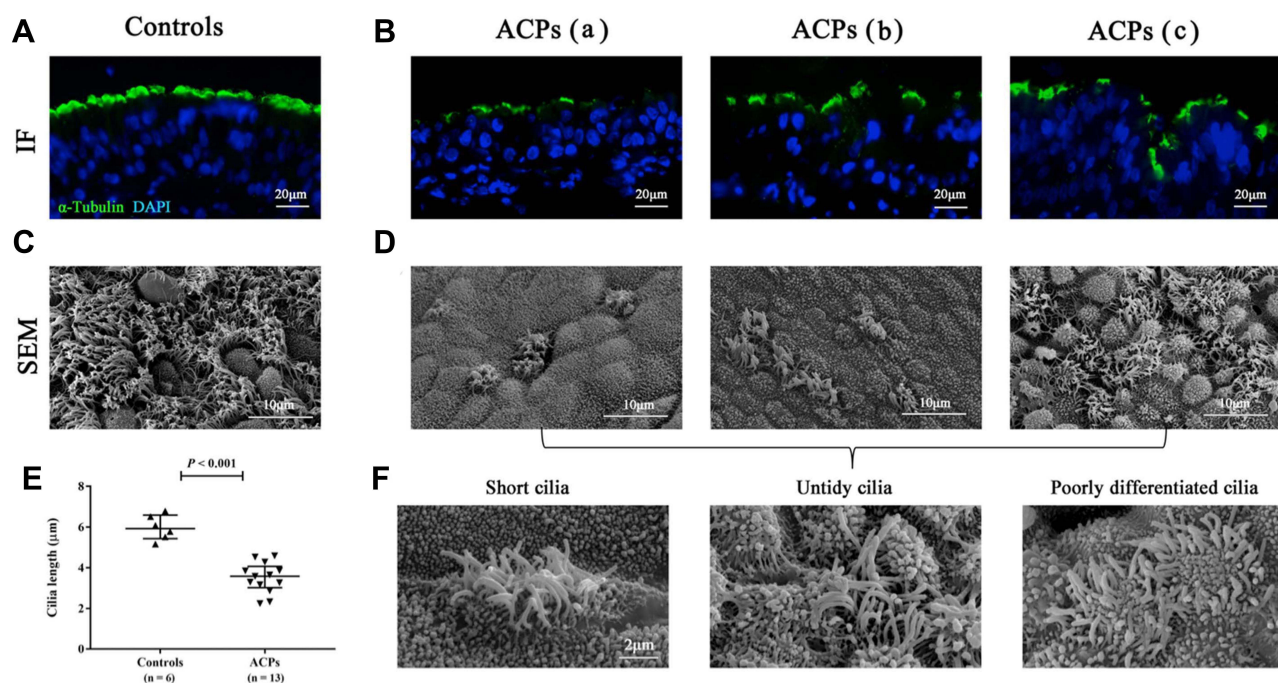 A
Controls
B
ACPs (a)
ACPs (b)
ACPs (c)
IF
α-Tubulin DAPI
20μm
20μm
20μm
20μm
C
D
SEM
10μm
10μm
10μm
10μm
E
P < 0.001
Cilia length (μm)
8
6
4
2
0
Controls
(n = 6)
ACPs
(n = 13)
F
Short cilia
Untidy cilia
Poorly differentiated cilia
2μm